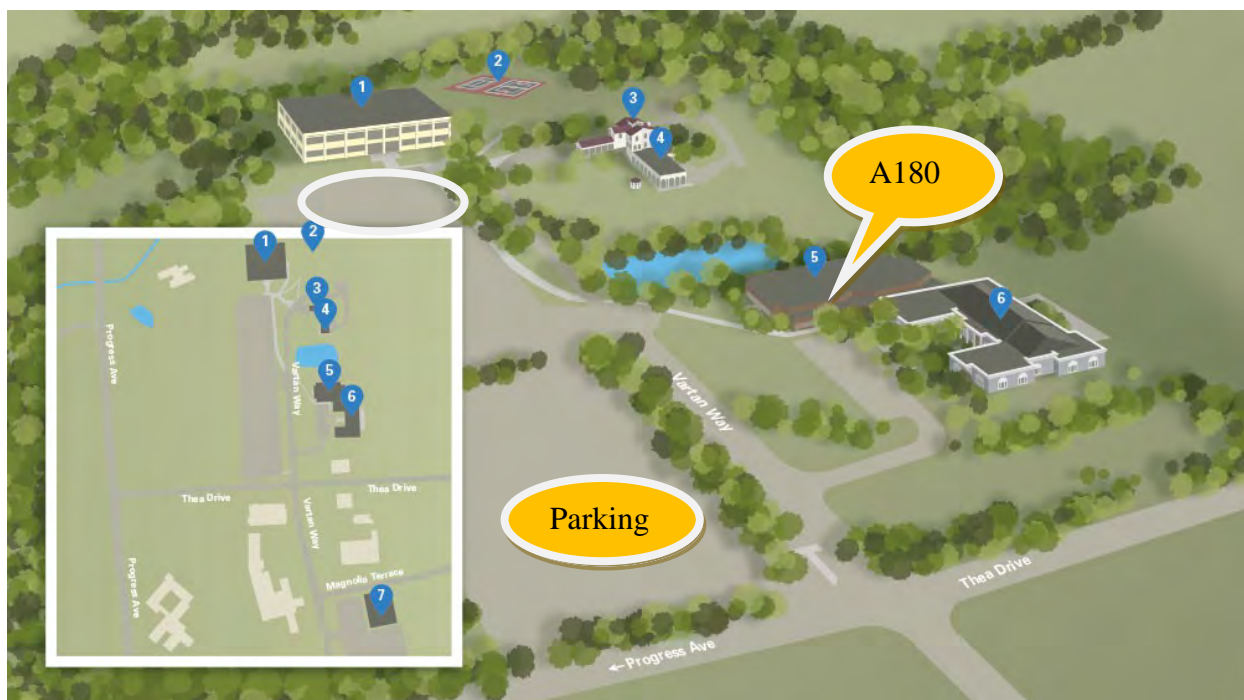 2
1
3
4
A180
5
6
Vartan Way
Parking
Thea Drive
←Progress Ave
1
2
3
4
5
6
Progress Ave
Vartan Way
Thea Drive
Thea Drive
Vartan Way
Progress Ave
Magnolia Terrace
7